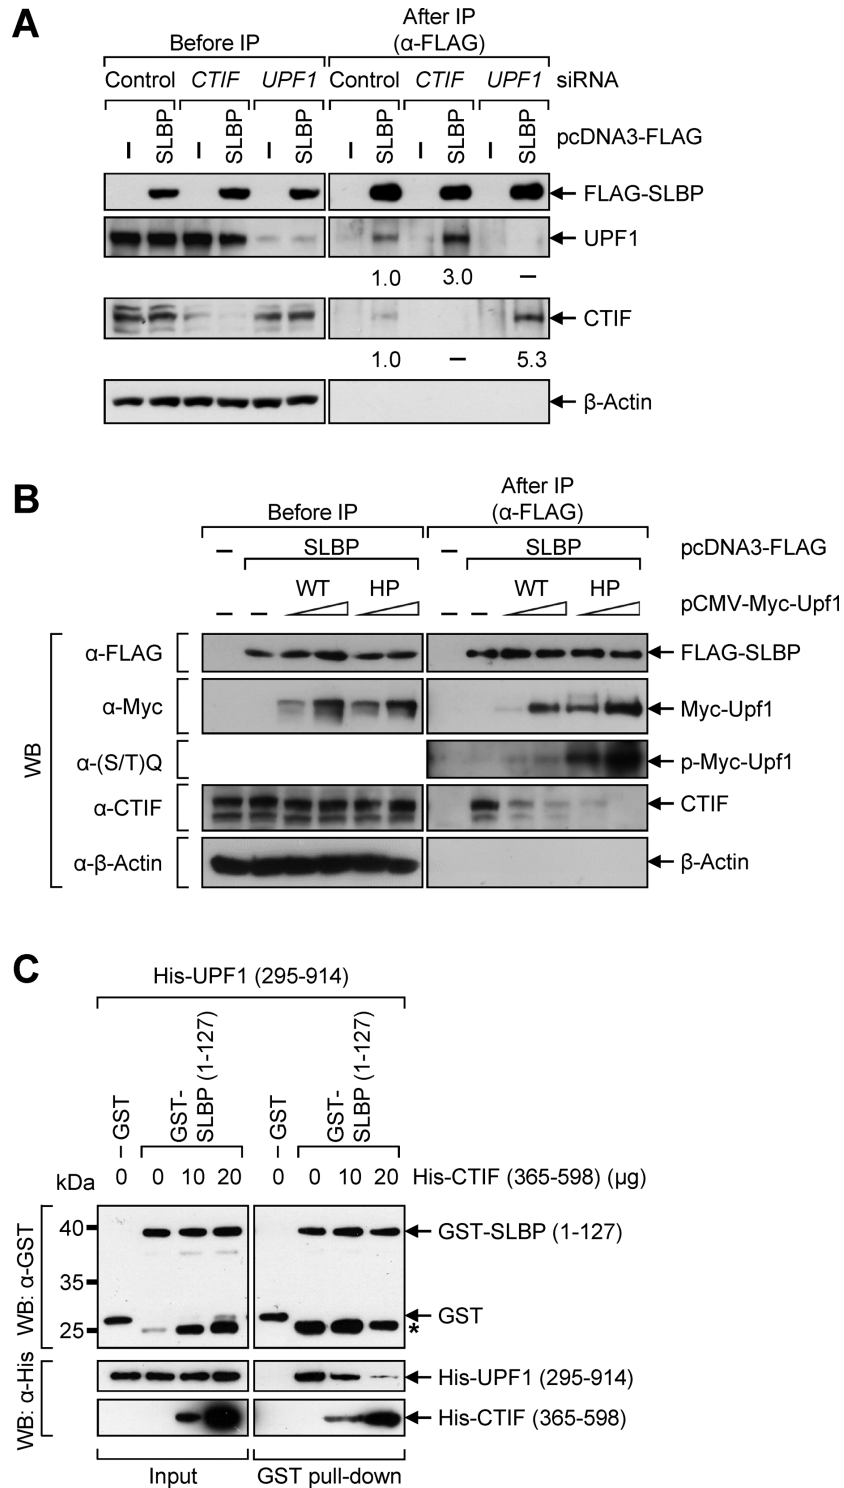 A
Before IP
After IP
(α-FLAG)
Control CTIF UPF1 Control CTIF UPF1 siRNA
– SLBP – SLBP – SLBP – SLBP – SLBP – SLBP pcDNA3-FLAG
FLAG-SLBP
UPF1
1.0 3.0 –
CTIF
1.0 – 5.3
β-Actin
B
Before IP
After IP
(α-FLAG)
– SLBP – SLBP pcDNA3-FLAG
– – WT HP – – WT HP pCMV-Myc-Upf1
WB
α-FLAG FLAG-SLBP
α-Myc Myc-Upf1
α-(S/T)Q p-Myc-Upf1
α-CTIF CTIF
α-β-Actin β-Actin
C
His-UPF1 (295-914)
– GST
GST-
SLBP (1-127)
– GST
GST-
SLBP (1-127)
0 0 10 20 0 0 10 20 His-CTIF (365-598) (μg)
kDa
WB: α-GST
40 GST-SLBP (1-127)
35
GST
25 *
WB: α-His
His-UPF1 (295-914)
His-CTIF (365-598)
Input GST pull-down